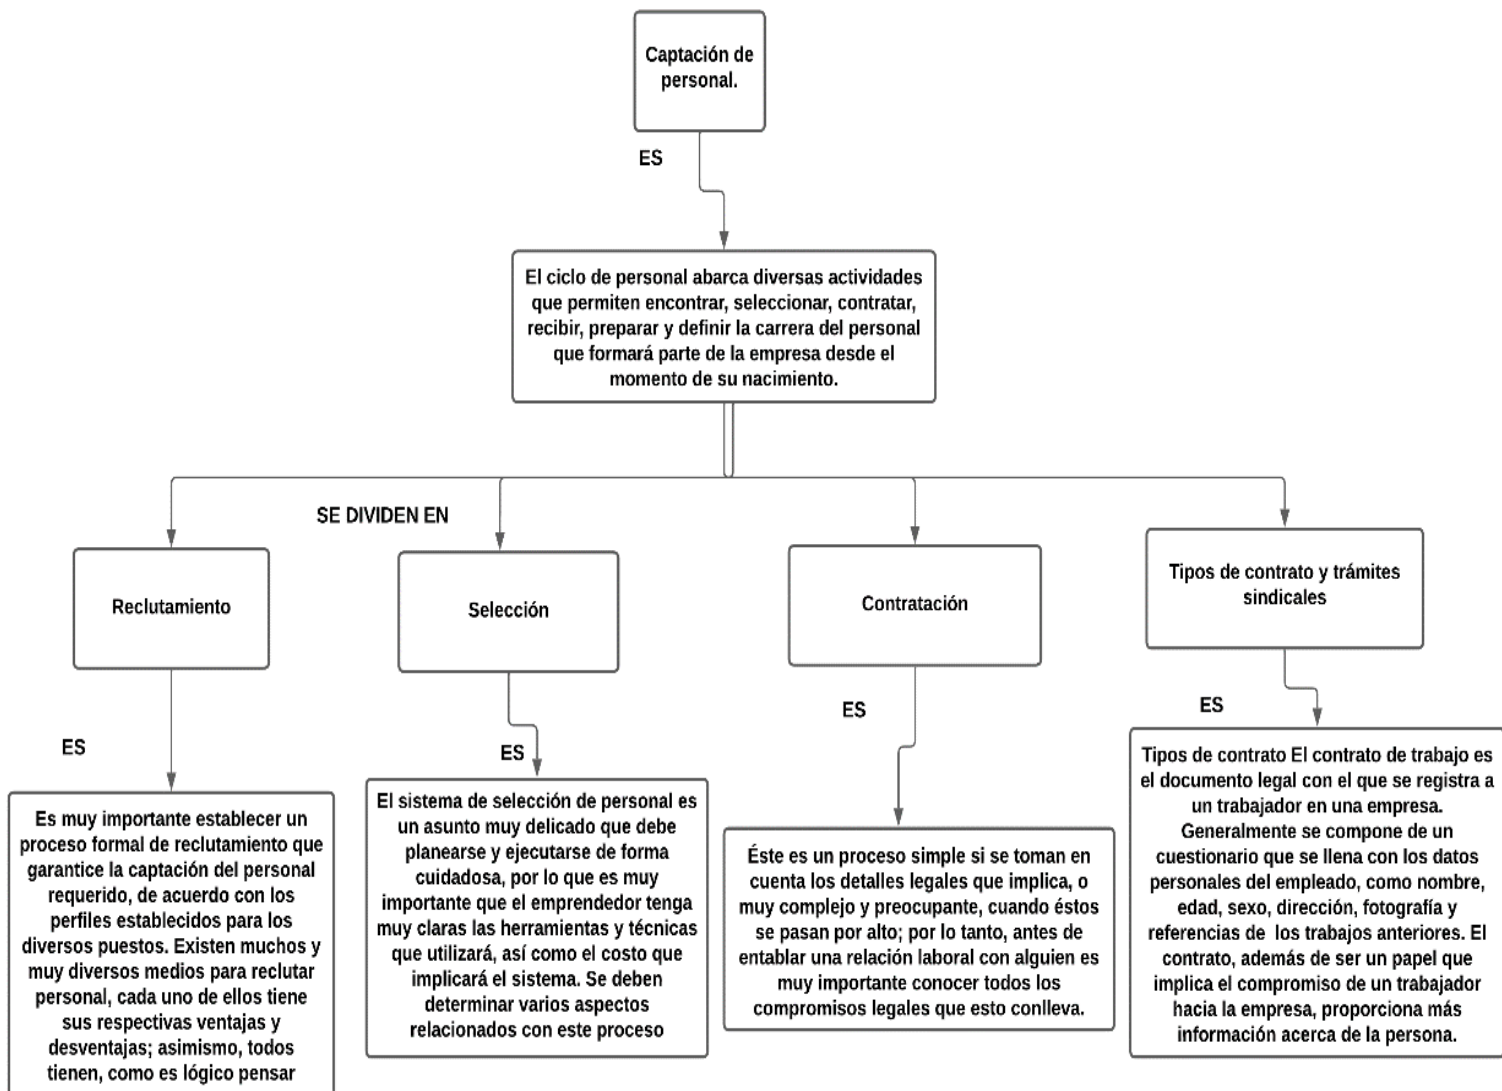 Captación de
personal.
ES
El ciclo de personal abarca diversas actividades
que permiten encontrar, seleccionar, contratar,
recibir, preparar y definir la carrera del personal
que formará parte de la empresa desde el
momento de su nacimiento.
SE DIVIDEN EN
Reclutamiento
Selección
Contratación
Tipos de contrato y trámites
sindicales
ES
Es muy importante establecer un
proceso formal de reclutamiento que
garantice la captación del personal
requerido, de acuerdo con los
perfiles establecidos para los
diversos puestos. Existen muchos y
muy diversos medios para reclutar
personal, cada uno de ellos tiene
sus respectivas ventajas y
desventajas; asimismo, todos
tienen, como es lógico pensar
ES
El sistema de selección de personal es
un asunto muy delicado que debe
planearse y ejecutarse de forma
cuidadosa, por lo que es muy
importante que el emprendedor tenga
muy claras las herramientas y técnicas
que utilizará, así como el costo que
implicará el sistema. Se deben
determinar varios aspectos
relacionados con este proceso
ES
Éste es un proceso simple si se toman en
cuenta los detalles legales que implica, o
muy complejo y preocupante, cuando éstos
se pasan por alto; por lo tanto, antes de
entablar una relación laboral con alguien es
muy importante conocer todos los
compromisos legales que esto conlleva.
ES
Tipos de contrato El contrato de trabajo es
el documento legal con el que se registra a
un trabajador en una empresa.
Generalmente se compone de un
cuestionario que se llena con los datos
personales del empleado, como nombre,
edad, sexo, dirección, fotografía y
referencias de los trabajos anteriores. El
contrato, además de ser un papel que
implica el compromiso de un trabajador
hacia la empresa, proporciona más
información acerca de la persona.